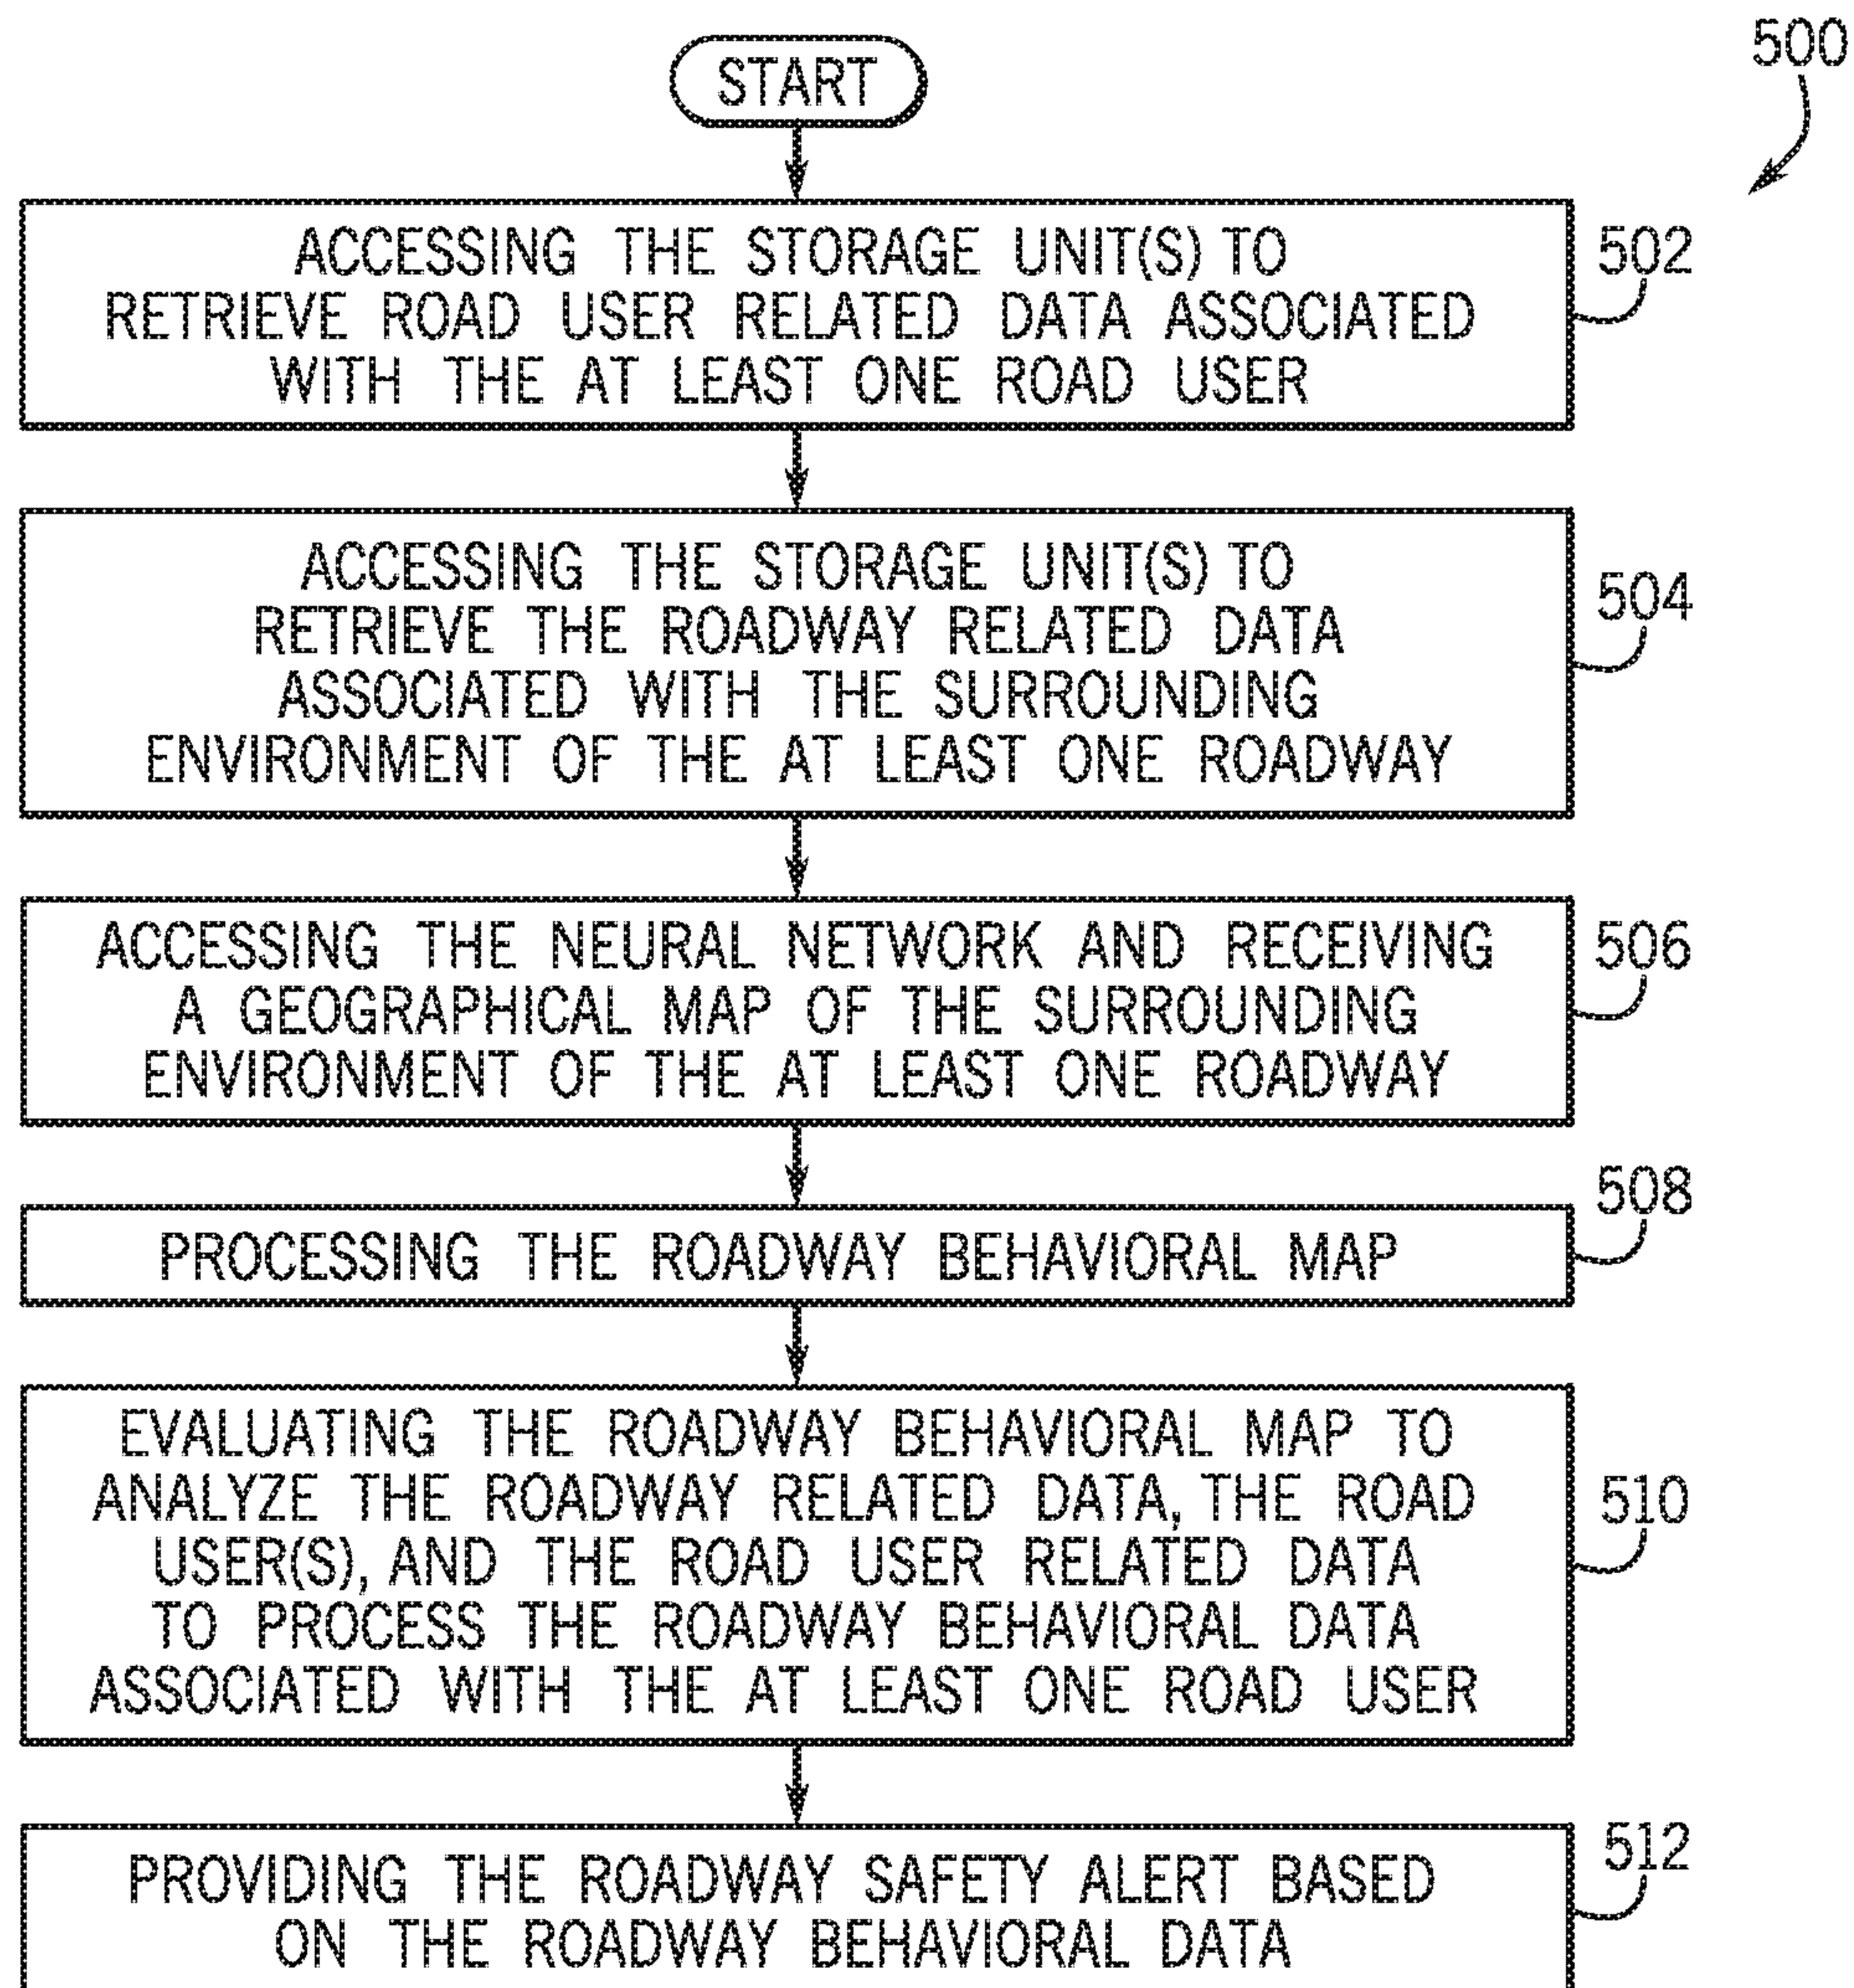 500
START
ACCESSING THE STORAGE UNIT(S) TO
RETRIEVE ROAD USER RELATED DATA ASSOCIATED
WITH THE AT LEAST ONE ROAD USER
502
ACCESSING THE STORAGE UNIT(S) TO
RETRIEVE THE ROADWAY RELATED DATA
ASSOCIATED WITH THE SURROUNDING
ENVIRONMENT OF THE AT LEAST ONE ROADWAY
504
ACCESSING THE NEURAL NETWORK AND RECEIVING
A GEOGRAPHICAL MAP OF THE SURROUNDING
ENVIRONMENT OF THE AT LEAST ONE ROADWAY
506
PROCESSING THE ROADWAY BEHAVIORAL MAP
508
EVALUATING THE ROADWAY BEHAVIORAL MAP TO
ANALYZE THE ROADWAY RELATED DATA, THE ROAD
USER(S), AND THE ROAD USER RELATED DATA
TO PROCESS THE ROADWAY BEHAVIORAL DATA
ASSOCIATED WITH THE AT LEAST ONE ROAD USER
510
PROVIDING THE ROADWAY SAFETY ALERT BASED
ON THE ROADWAY BEHAVIORAL DATA
512